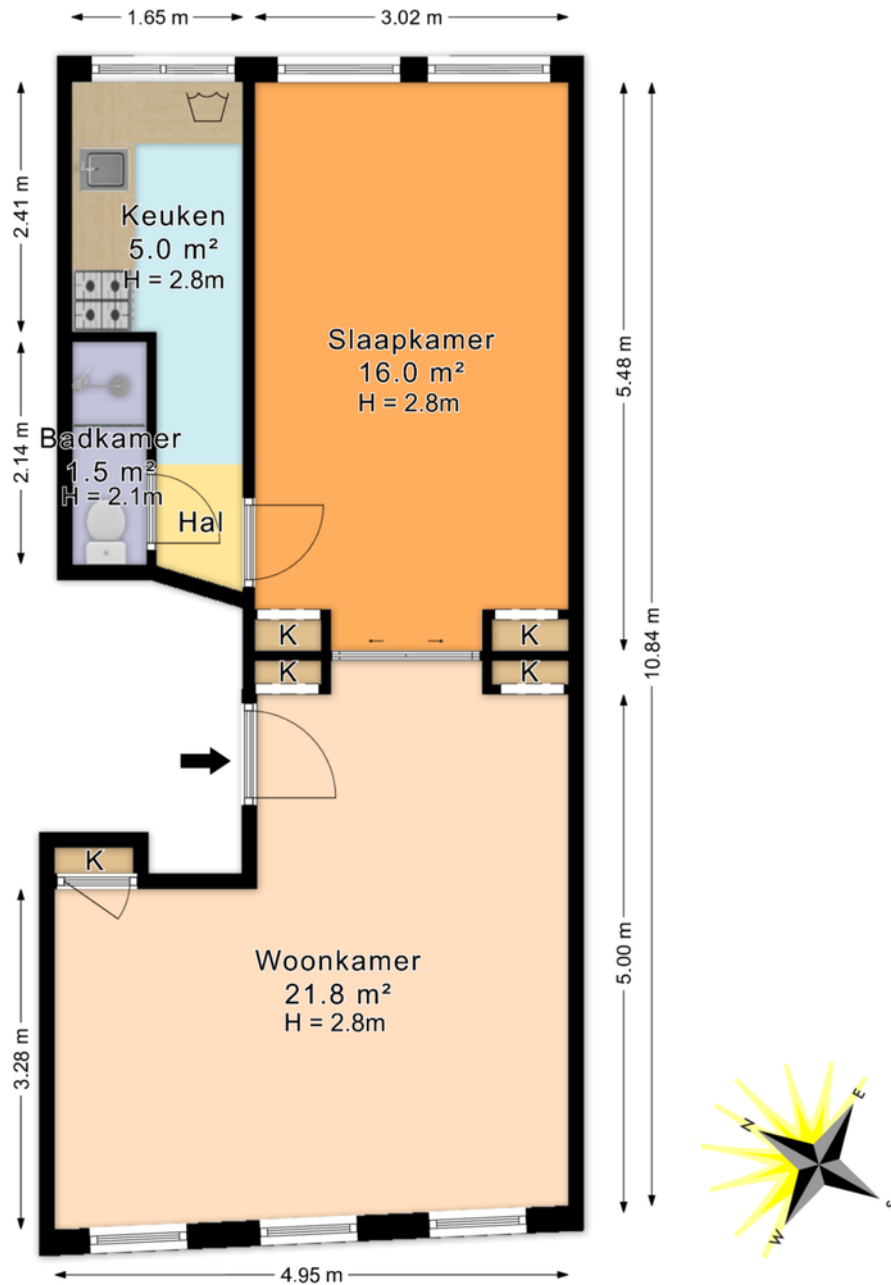 1.65 m
3.02 m
2.41 m
Keuken
5.0 m²
H = 2.8m
Slaapkamer
16.0 m²
H = 2.8m
5.48 m
2.14 m
Badkamer
1.5 m²
H = 2.1m
Hal
K
K
K
K
10.84 m
K
Woonkamer
21.8 m²
H = 2.8m
5.00 m
3.28 m
4.95 m
N
E
S
W